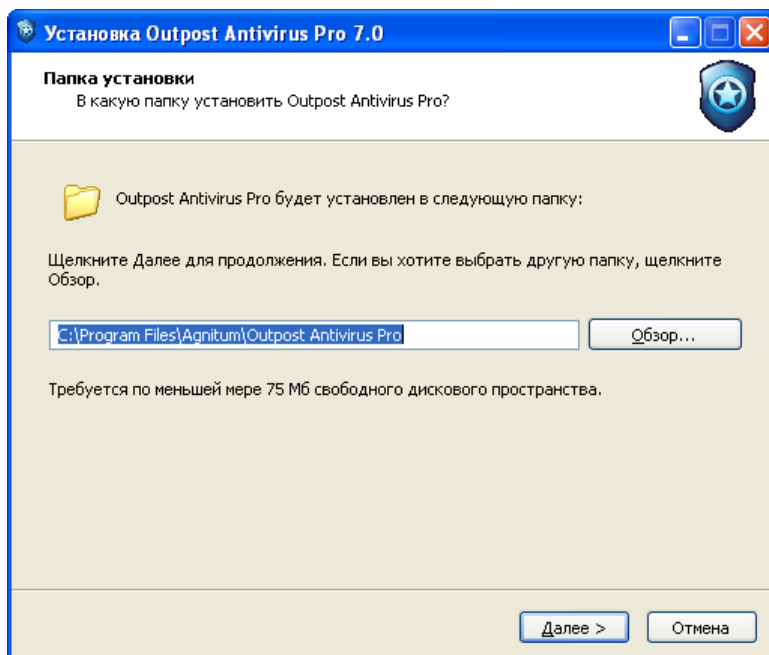 Установка Outpost Antivirus Pro 7.0
Папка установки
В какую папку установить Outpost Antivirus Pro?
Outpost Antivirus Pro будет установлен в следующую папку:
Щелкните Далее для продолжения. Если вы хотите выбрать другую папку, щелкните
Обзор.
C:\Program Files\Agnitum\Outpost Antivirus Pro
Обзор...
Требуется по меньшей мере 75 Мб свободного дискового пространства.
Далее >
Отмена